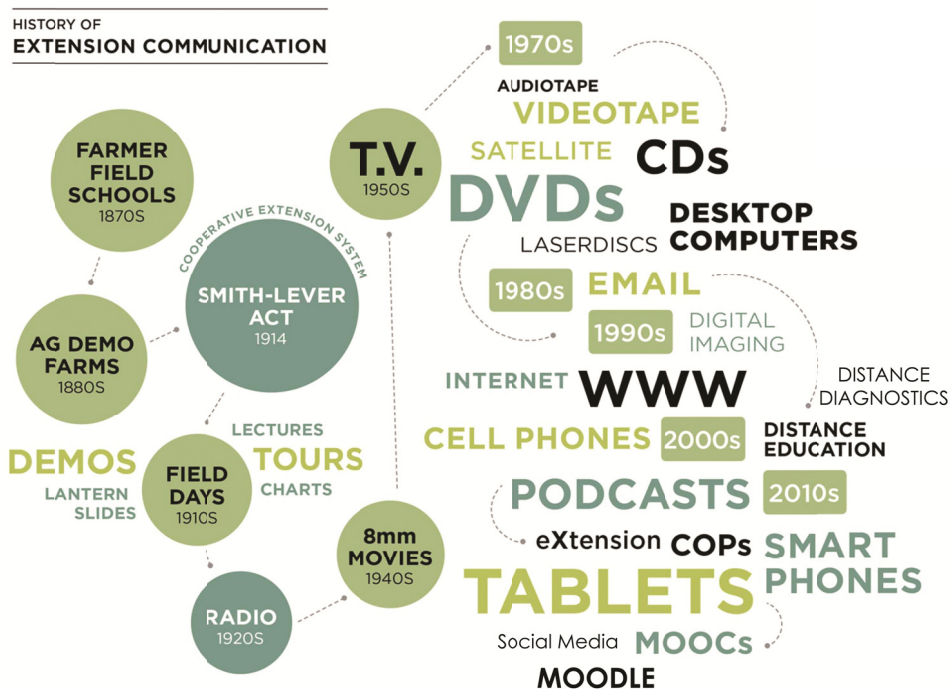 HISTORY OF
EXTENSION COMMUNICATION
FARMER
FIELD
SCHOOLS
1870S
AG DEMO
FARMS
1880S
COOPERATIVE EXTENSION SYSTEM
SMITH-LEVER
ACT
1914
DEMOS
LANTERN
SLIDES
FIELD
DAYS
1910S
LECTURES
TOURS
CHARTS
RADIO
1920S
8mm
MOVIES
1940S
T.V.
1950S
1970s
AUDIOTAPE
VIDEOTAPE
SATELLITE
CDs
DVDs
DESKTOP
COMPUTERS
LASERDISCS
1980s
EMAIL
1990s
DIGITAL
IMAGING
INTERNET
WWW
DISTANCE
DIAGNOSTICS
CELL PHONES
2000s
DISTANCE
EDUCATION
PODCASTS
2010s
eXtension
COPs
SMART
PHONES
TABLETS
Social Media
MOOCs
MOODLE